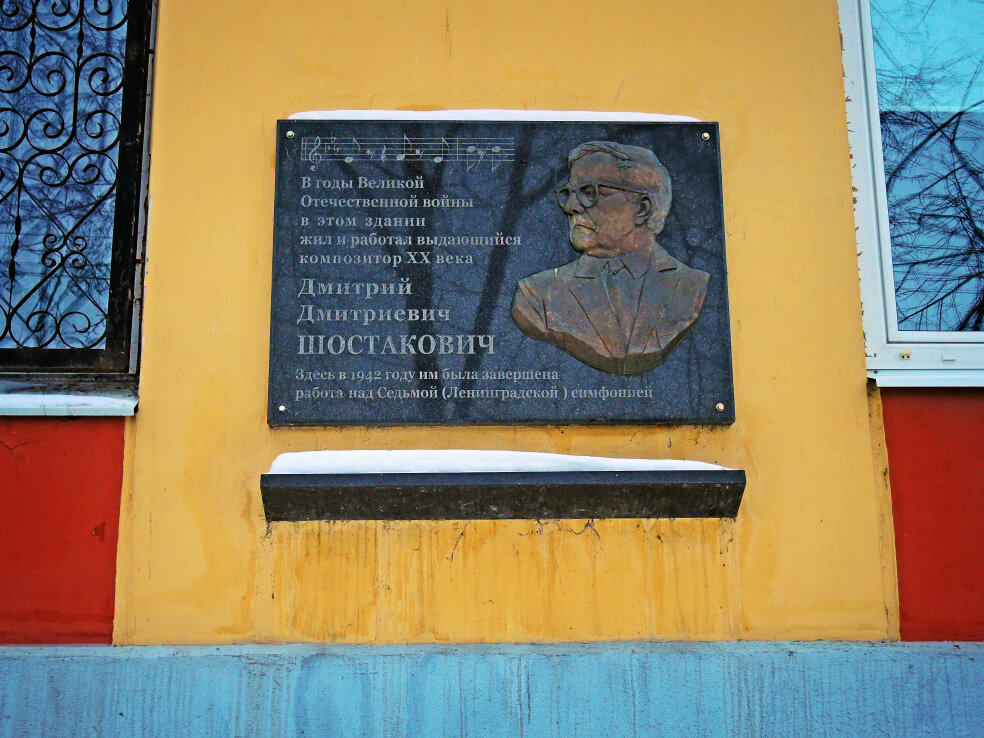 В годы Великой
Отечественной войны
в этом здании
жил и работал выдающийся
композитор XX века
Дмитрий
Дмитриевич
ШОСТАКОВИЧ
Здесь в 1942 году им была завершена
работа над Седьмой (Ленинградской ) симфонией